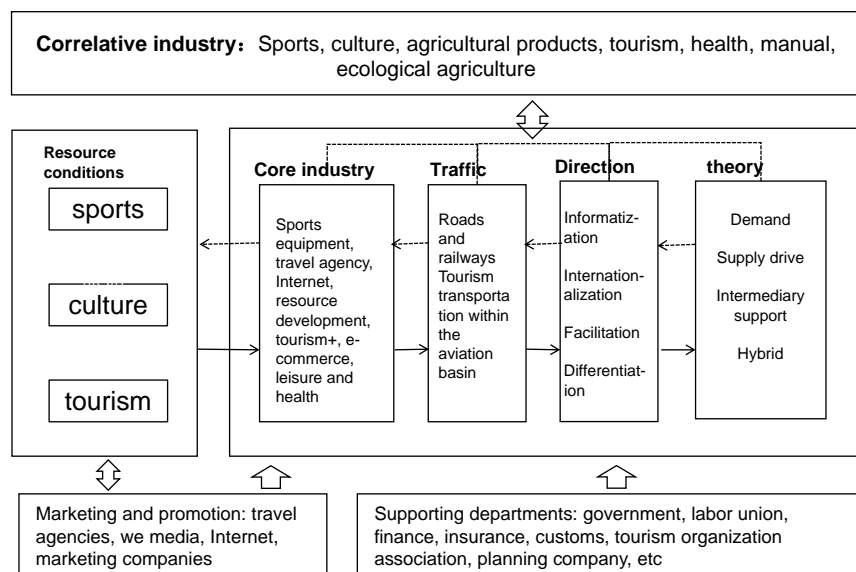 Correlative industry：Sports, culture, agricultural products, tourism, health, manual,
ecological agriculture
Resource
conditions
sports
culture
tourism
Core industry
Sports
equipment,
travel agency,
Internet,
resource
development,
tourism+, e-
commerce,
leisure and
health
Traffic
Roads
and
railways
Tourism
transporta
tion within
the
aviation
basin
Direction
Informatiz-
ation
Internation-
alization
Facilitation
Differentiat-
ion
theory
Demand
Supply drive
Intermediary
support
Hybrid
Marketing and promotion: travel
agencies, we media, Internet,
marketing companies
Supporting departments: government, labor union,
finance, insurance, customs, tourism organization
association, planning company, etc